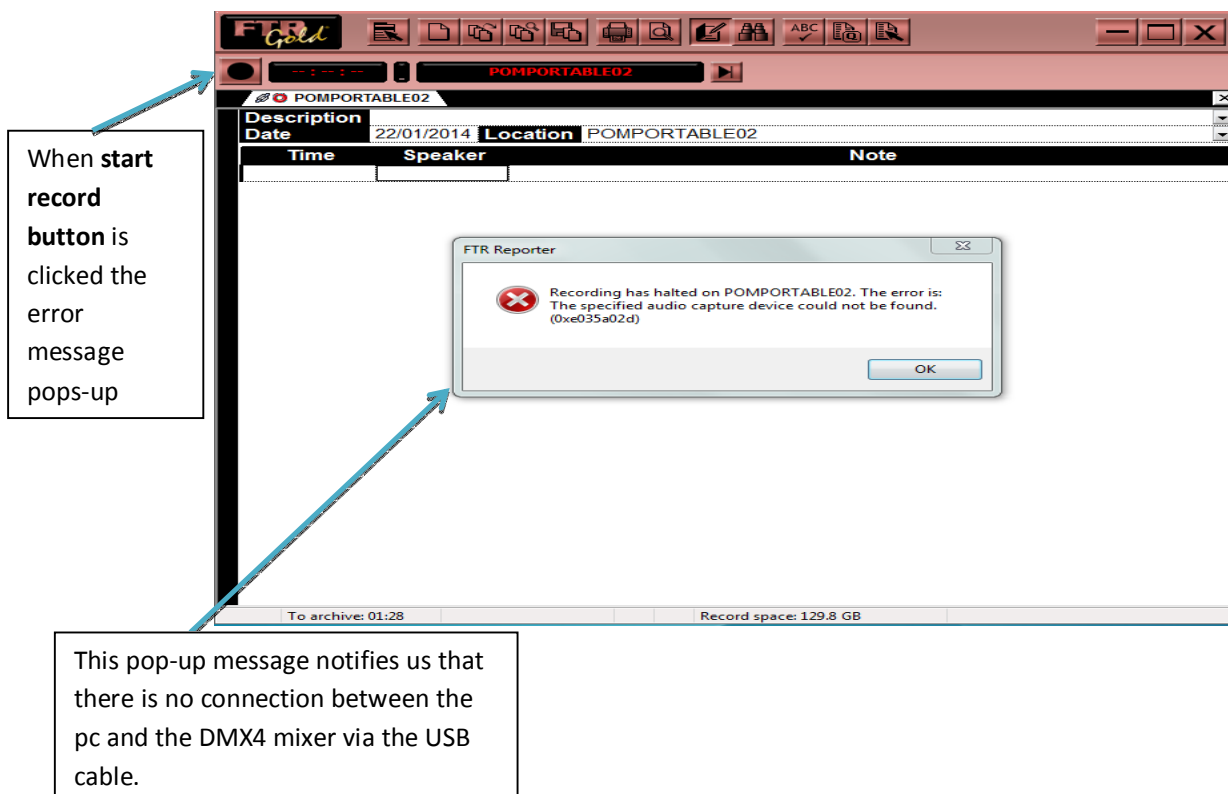 FTR Gold
ABC
--:--:--
POMPORTABLE02
POMPORTABLE02
Description
Date 22/01/2014 Location POMPORTABLE02
Time Speaker Note
When start
record
button is
clicked the
error
message
pops-up
FTR Reporter
Recording has halted on POMPORTABLE02. The error is:
The specified audio capture device could not be found.
(0xe035a02d)
OK
To archive: 01:28 Record space: 129.8 GB
This pop-up message notifies us that
there is no connection between the
pc and the DMX4 mixer via the USB
cable.